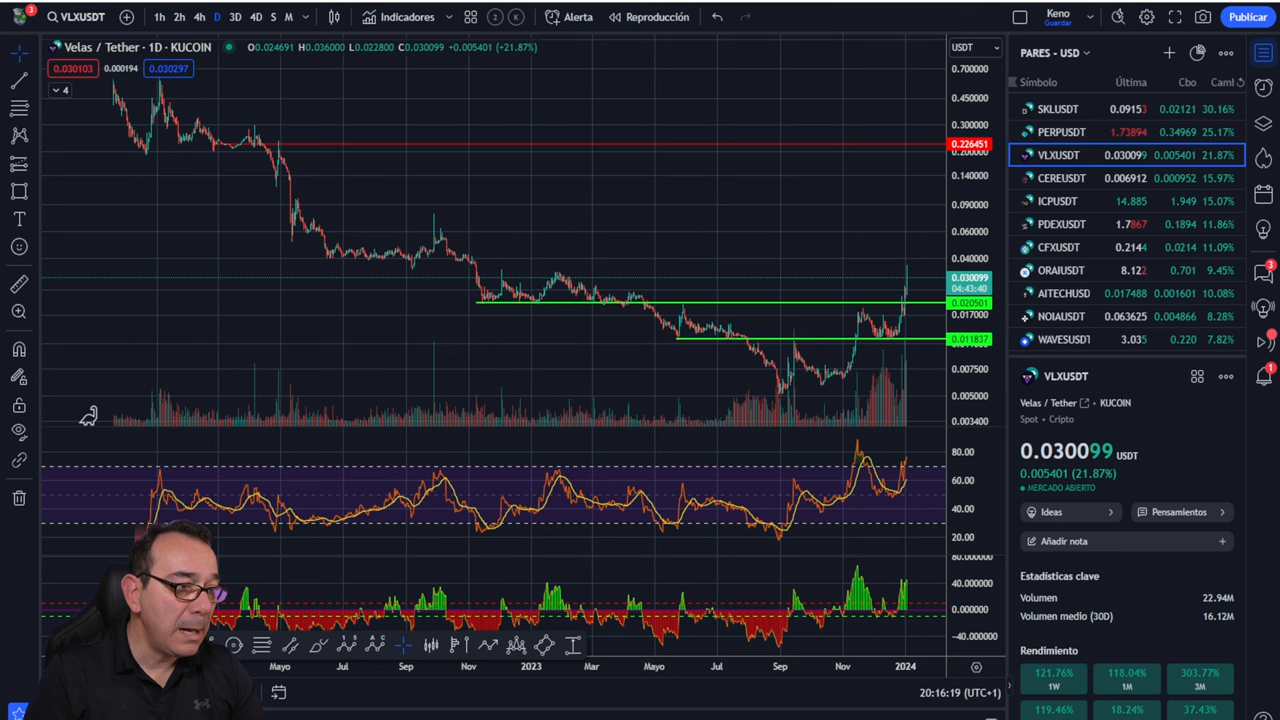 3
VLXUSDT
1h 2h 4h D 3D 4D S M
Indicadores
2
K
Alerta
Reproducción
Keno
Guardar
Publicar
Velas / Tether · 1D · KUCOIN
O0.024691 H0.036000 L0.022800 C0.030099 +0.005401 (+21.87%)
0.030103
0.000194
0.030297
4
USDT
0.700000
0.450000
0.300000
0.226451
0.200000
0.140000
0.090000
0.060000
0.040000
0.030099
04:43:40
0.020501
0.017000
0.011837
0.007500
0.005000
0.003400
80.00
60.00
40.00
20.00
80.000000
40.000000
0.000000
-40.000000
Mayo Jul Sep Nov 2023 Mar Mayo Jul Sep Nov 2024
20:16:19 (UTC+1)
PARES - USD
Símbolo Última Cbo Caml
SKLUSDT 0.09153 0.02121 30.16%
PERPUSDT 1.73894 0.34969 25.17%
VLXUSDT 0.030099 0.005401 21.87%
CEREUSDT 0.006912 0.000952 15.97%
ICPUSDT 14.885 1.949 15.07%
PDEXUSDT 1.7867 0.1894 11.86%
CFXUSDT 0.2144 0.0214 11.09%
ORAIUSDT 8.122 0.701 9.45%
AITECHUSD 0.017488 0.001601 10.08%
NOIAUSDT 0.063625 0.004866 8.28%
WAVESUSDT 3.035 0.220 7.82%
VLXUSDT
Velas / Tether · KUCOIN
Spot · Cripto
0.030099 USDT
0.005401 (21.87%)
MERCADO ABIERTO
Ideas
Pensamientos
Añadir nota
Estadísticas clave
Volumen 22.94M
Volumen medio (30D) 16.12M
Rendimiento
121.76% 118.04% 303.77%
1W 1M 3M
119.46% 18.24% 37.43%
3
1